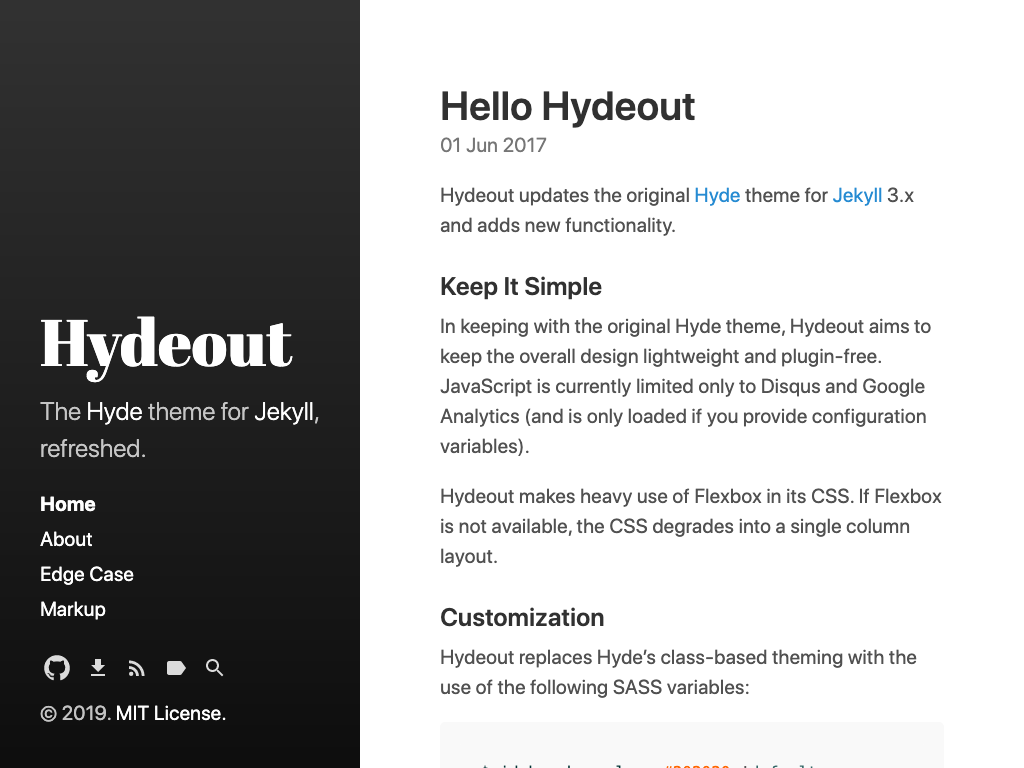 Hydeout
The Hyde theme for Jekyll,
refreshed.
Home
About
Edge Case
Markup
© 2019. MIT License.
Hello Hydeout
01 Jun 2017
Hydeout updates the original Hyde theme for Jekyll 3.x
and adds new functionality.
Keep It Simple
In keeping with the original Hyde theme, Hydeout aims to
keep the overall design lightweight and plugin-free.
JavaScript is currently limited only to Disqus and Google
Analytics (and is only loaded if you provide configuration
variables).
Hydeout makes heavy use of Flexbox in its CSS. If Flexbox
is not available, the CSS degrades into a single column
layout.
Customization
Hydeout replaces Hyde’s class-based theming with the
use of the following SASS variables: